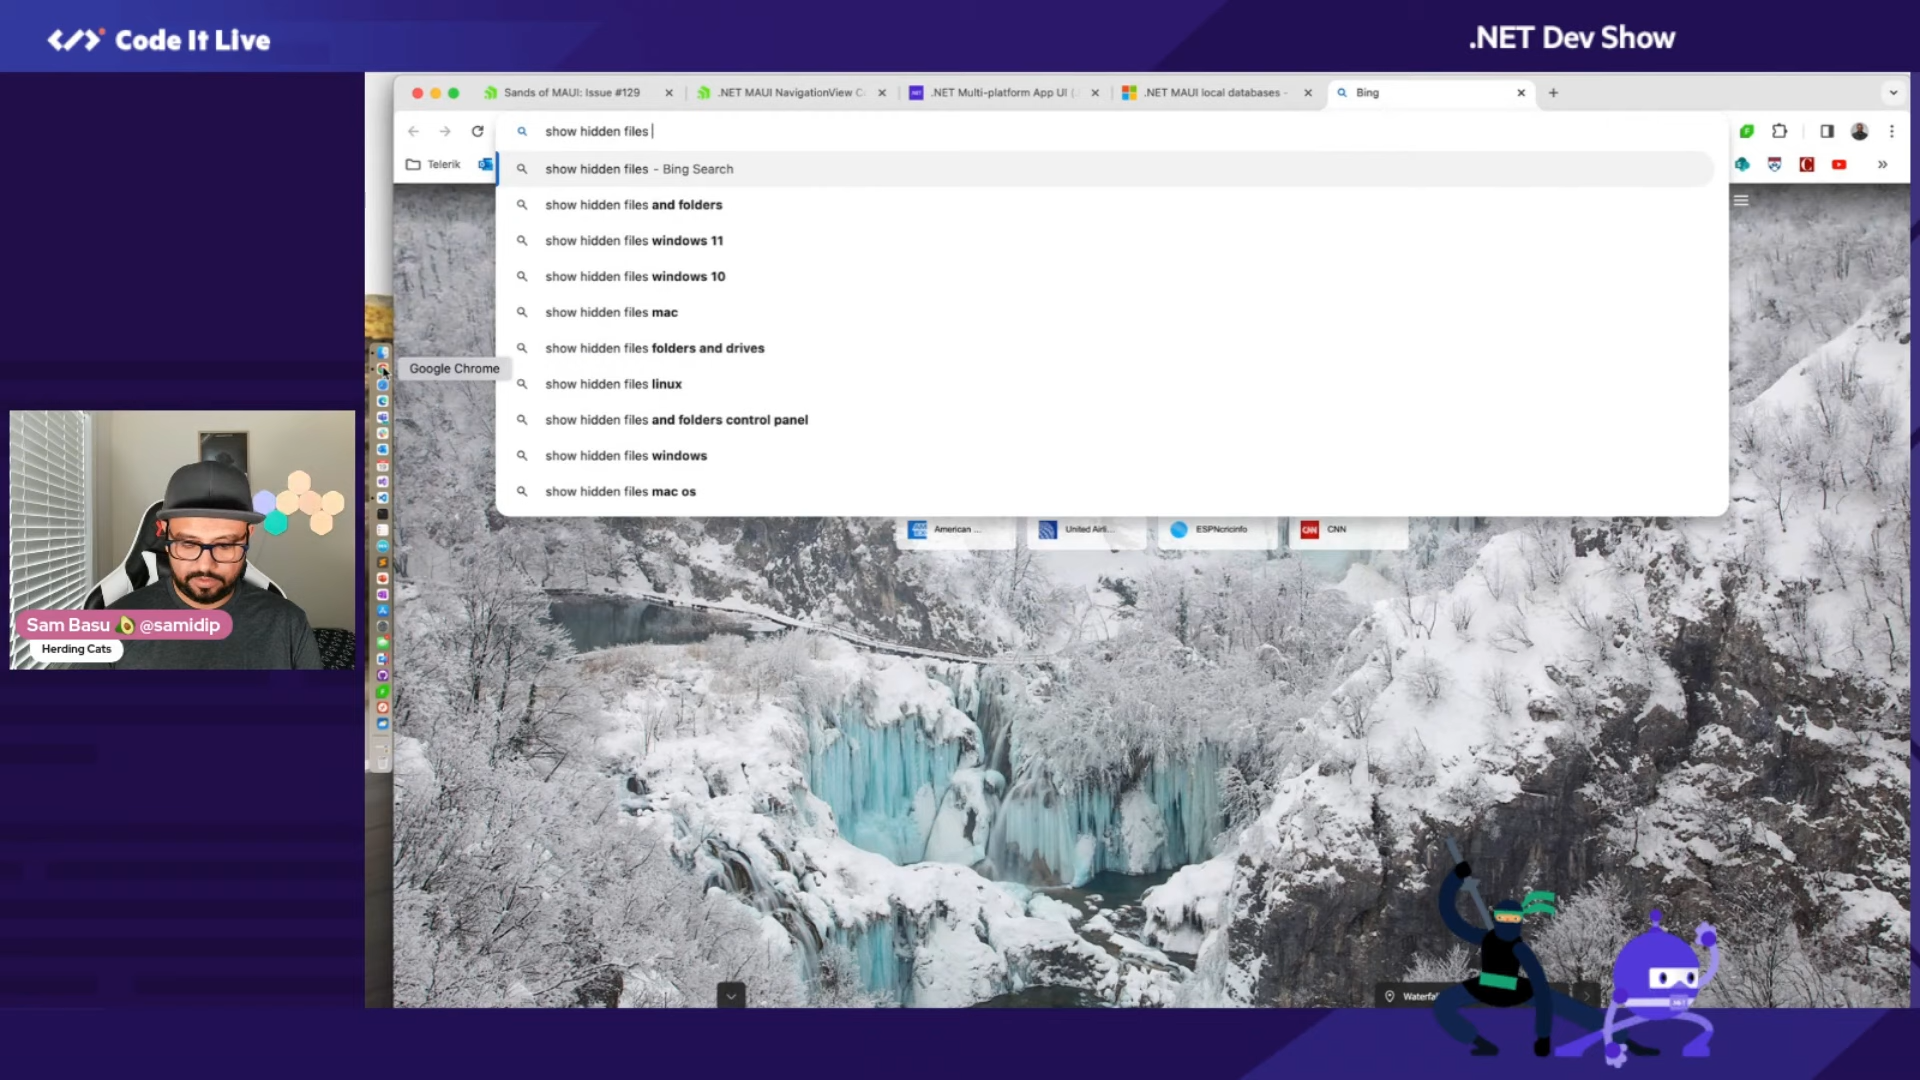 Code It Live
.NET Dev Show
Sands of MAUI: Issue #129
.NET MAUI NavigationView C
.NET Multi-platform App UI (
.NET MAUI local databases -
Bing
show hidden files
Telerik
show hidden files - Bing Search
show hidden files and folders
show hidden files windows 11
show hidden files windows 10
show hidden files mac
show hidden files folders and drives
Google Chrome
show hidden files linux
show hidden files and folders control panel
show hidden files windows
show hidden files mac os
American ...
United Airli...
ESPNcricinfo
CNN
CNN
Sam Basu 🥑 @samidip
Herding Cats
Waterfal
.NET